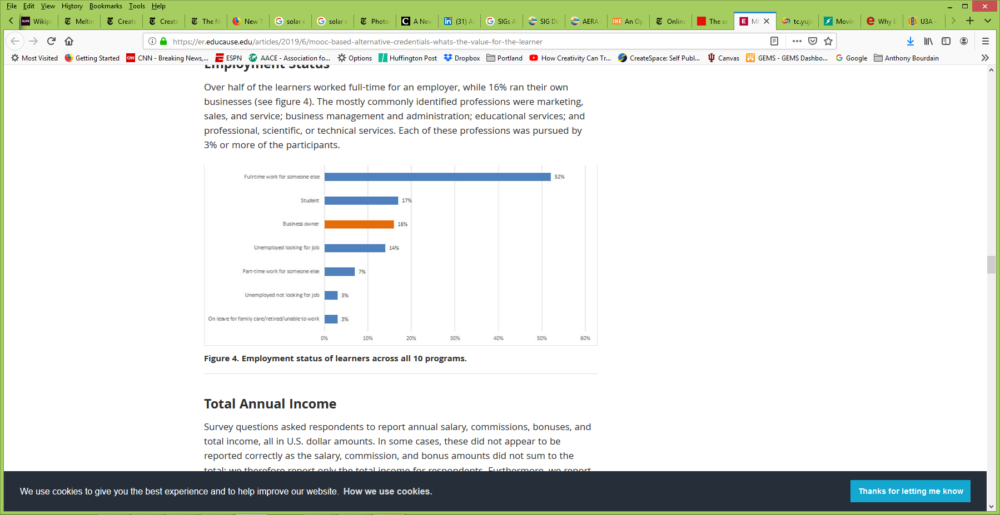 File Edit View History Bookmarks Tools Help
Wikip Meltin Create Create The N New T solar e solar e Photo A New (31) SIGs A SIG Di AERA An Op Online The se tc.yuja Movin Why E U3A -
https://er.educause.edu/articles/2019/6/mooc-based-alternative-credentials-whats-the-value-for-the-learner
Most Visited Getting Started CNN - Breaking News,... ESPN AACE - Association fo... Options Huffington Post Dropbox Portland How Creativity Can Tr... CreateSpace: Self Publ... Canvas GEMS - GEMS Dashbo... Google Anthony Bourdain
Employment Status
Over half of the learners worked full-time for an employer, while 16% ran their own
businesses (see figure 4). The mostly commonly identified professions were marketing,
sales, and service; business management and administration; educational services; and
professional, scientific, or technical services. Each of these professions was pursued by
3% or more of the participants.
Full-time work for someone else 52%
Student 17%
Business owner 16%
Unemployed looking for job 14%
Part-time work for someone else 7%
Unemployed not looking for job 3%
On leave for family care/retired/unable to work 3%
0% 10% 20% 30% 40% 50% 60%
Figure 4. Employment status of learners across all 10 programs.
Total Annual Income
Survey questions asked respondents to report annual salary, commissions, bonuses, and
total income, all in U.S. dollar amounts. In some cases, these did not appear to be
reported correctly as the salary, commission, and bonus amounts did not sum to the
total; we therefore report only the total income for respondents. Furthermore, we report
We use cookies to give you the best experience and to help improve our website. How we use cookies.
Thanks for letting me know